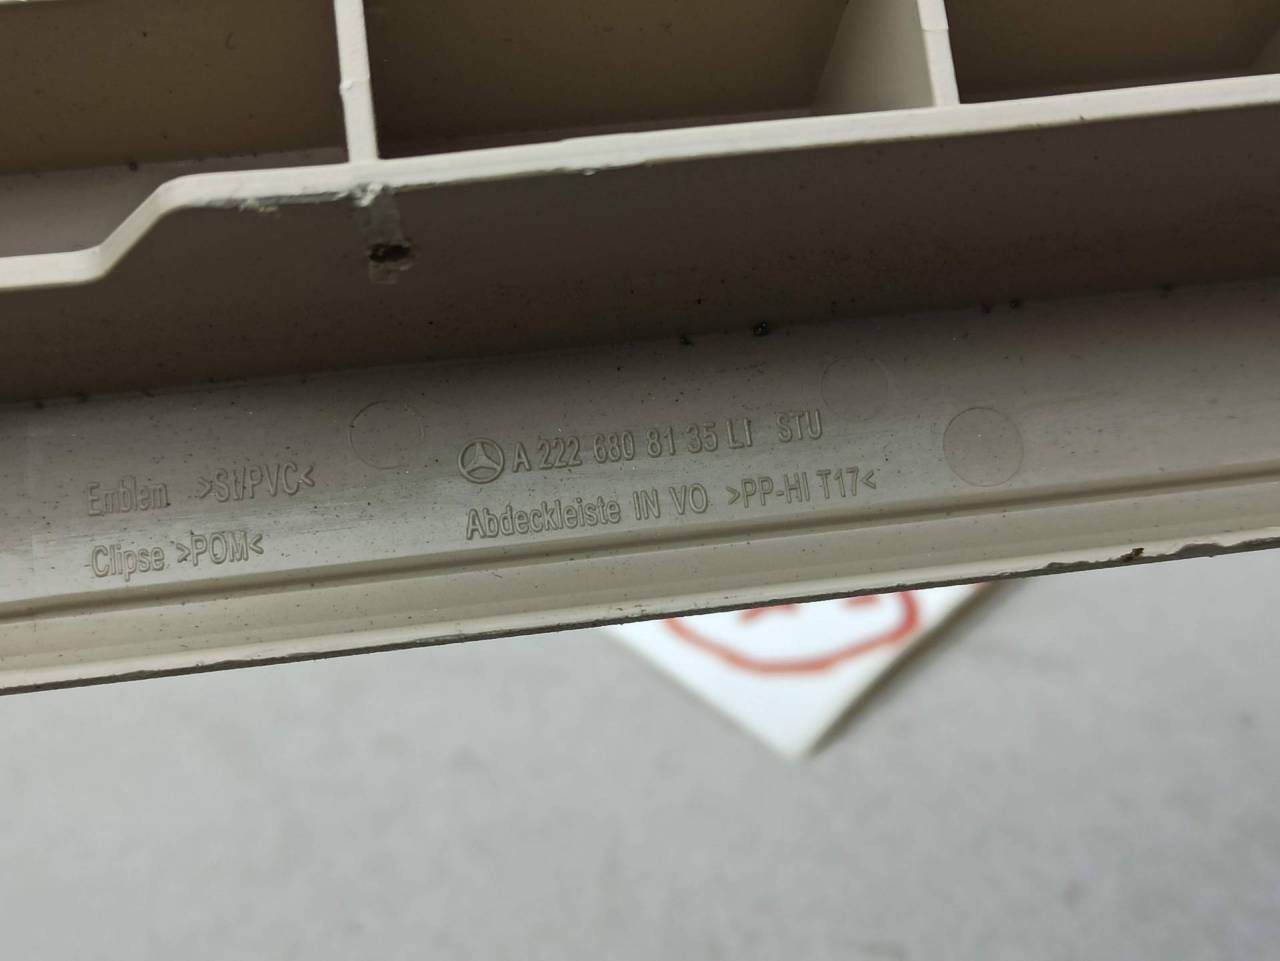 A 222 680 81 35 LI STU
Abdeckleiste IN VO >PP-HI T17<
Emblem >St/PVC<
Clipse >POM<